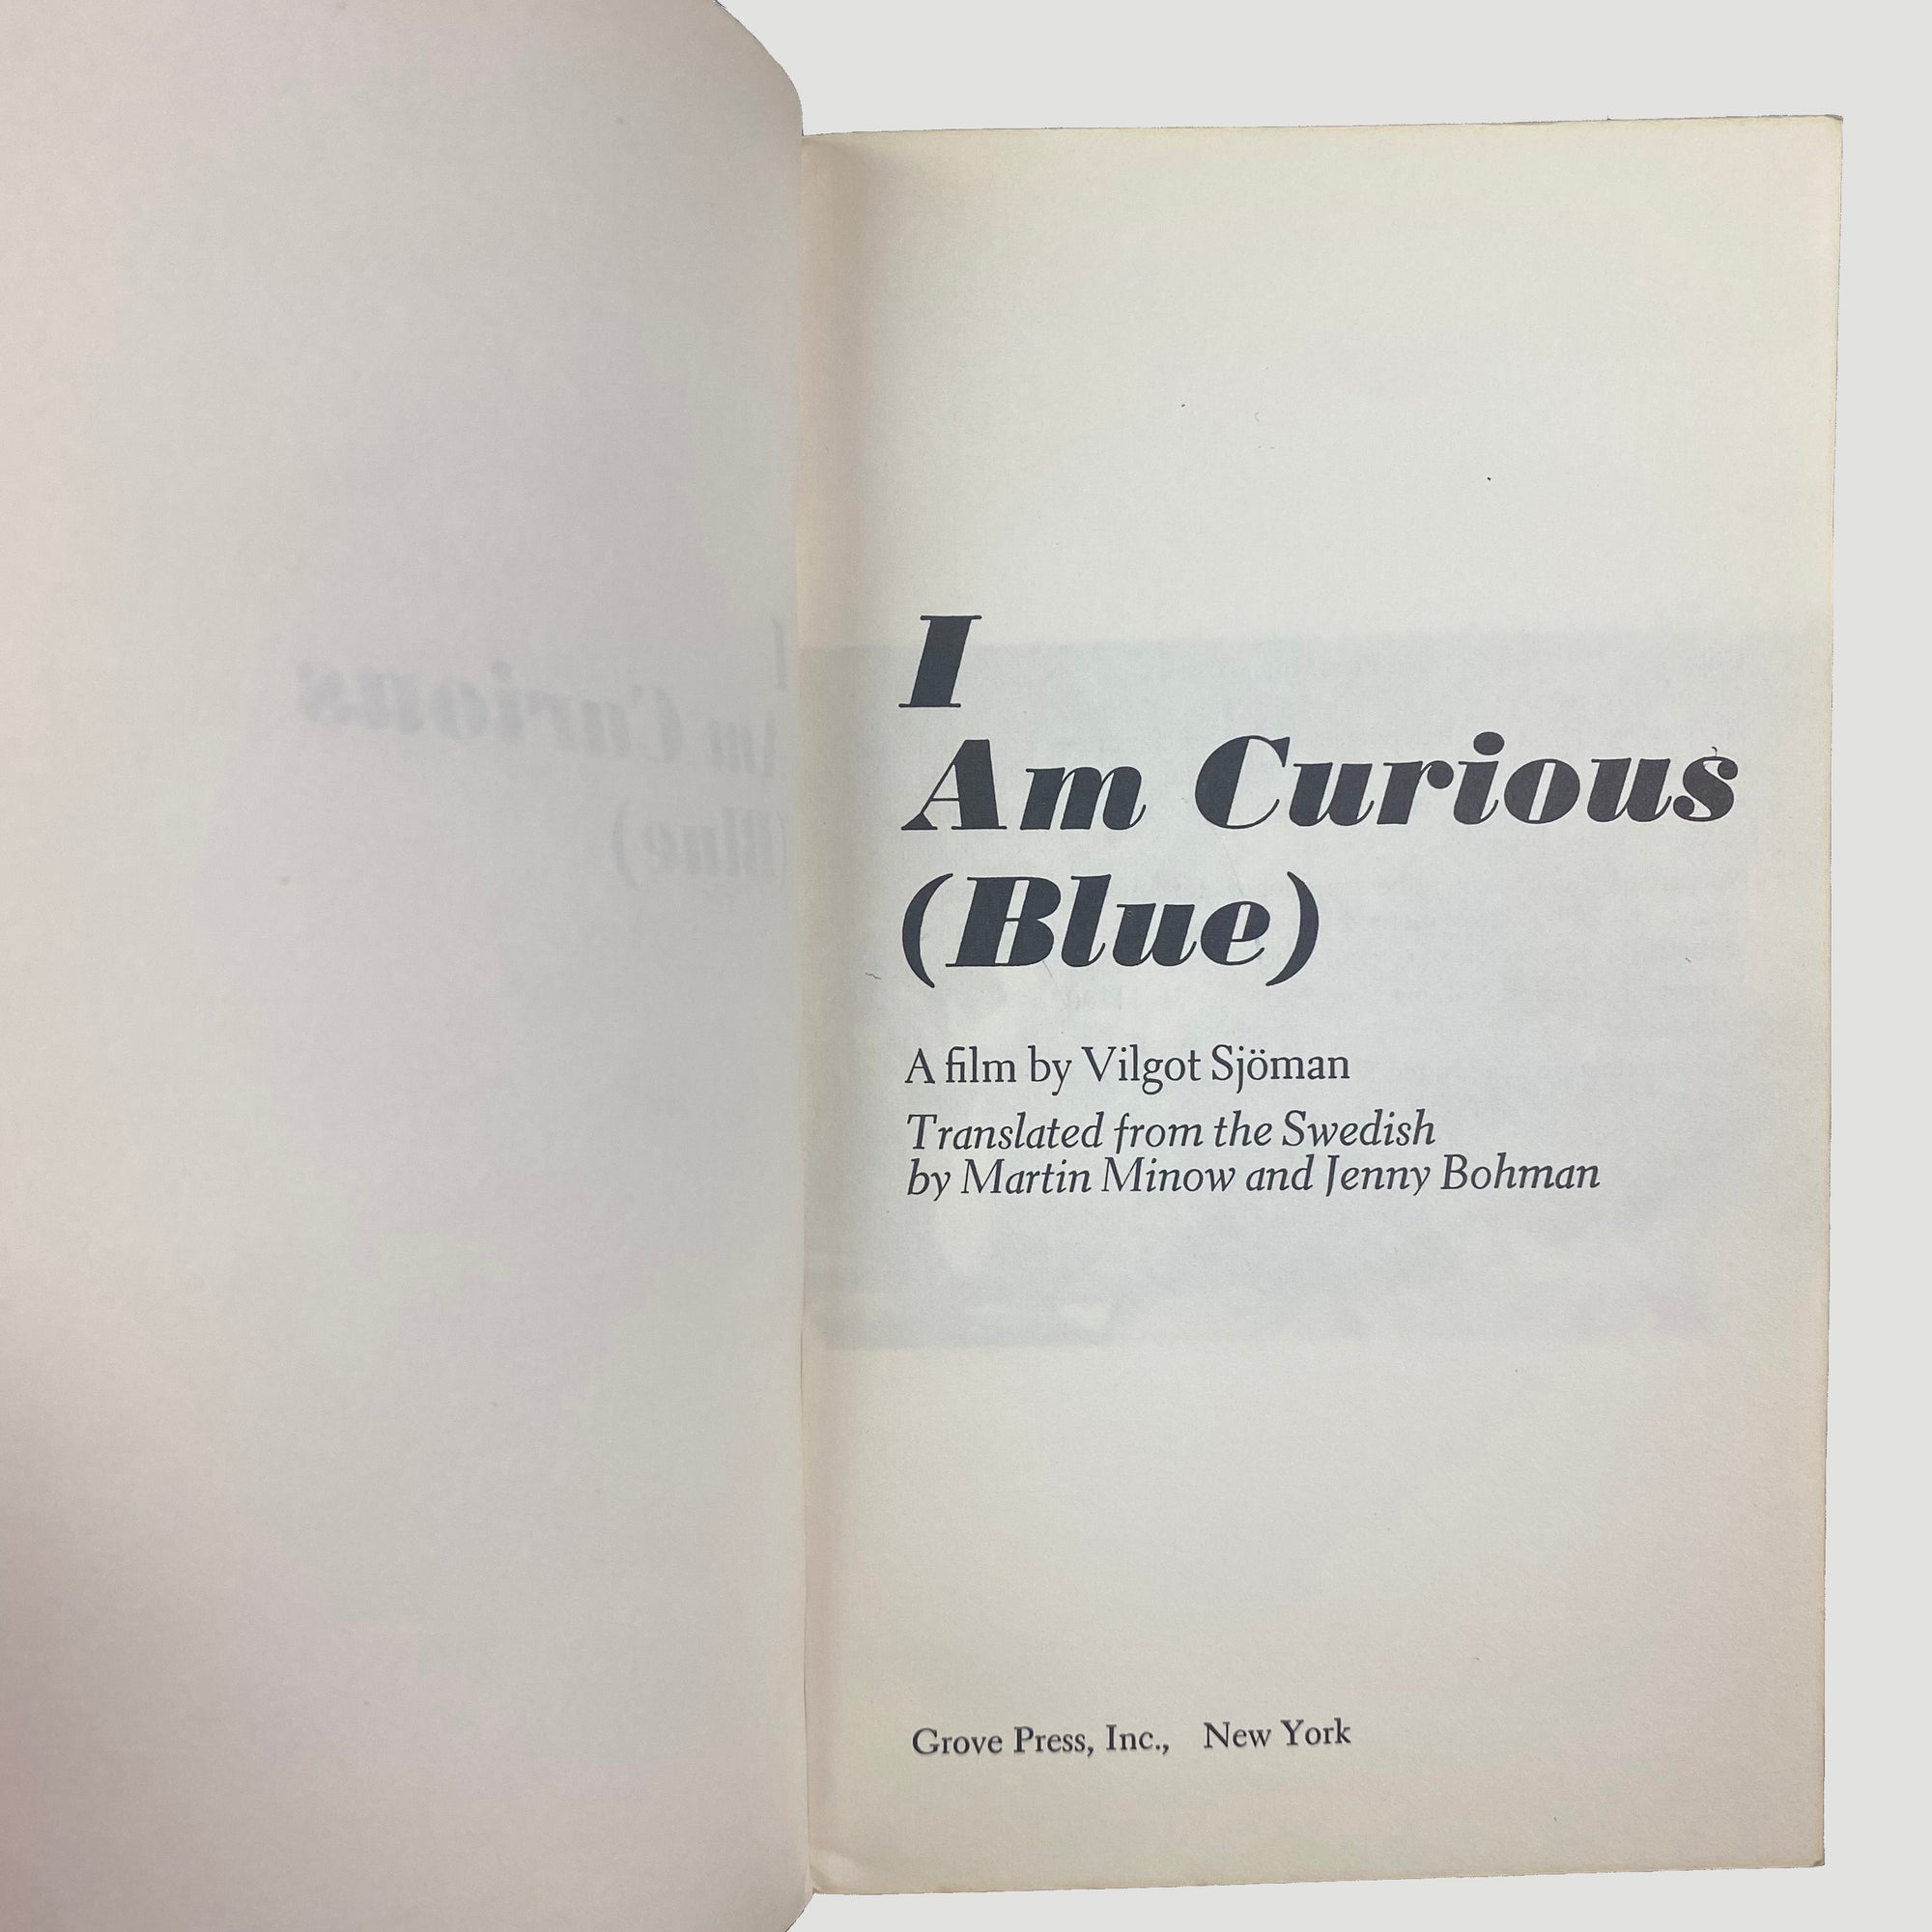 I
Am Curious
(Blue)
A film by Vilgot Sjöman
Translated from the Swedish
by Martin Minow and Jenny Bohman
Grove Press, Inc., New York